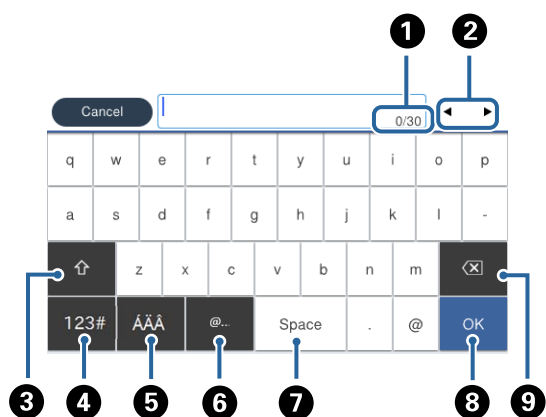 1 2
Cancel
0/30
q w e r t y u i o p
a s d f g h j k l -
z x c v b n m
123# ÁÄÂ @... Space . @ OK
3 4 5 6 7 8 9